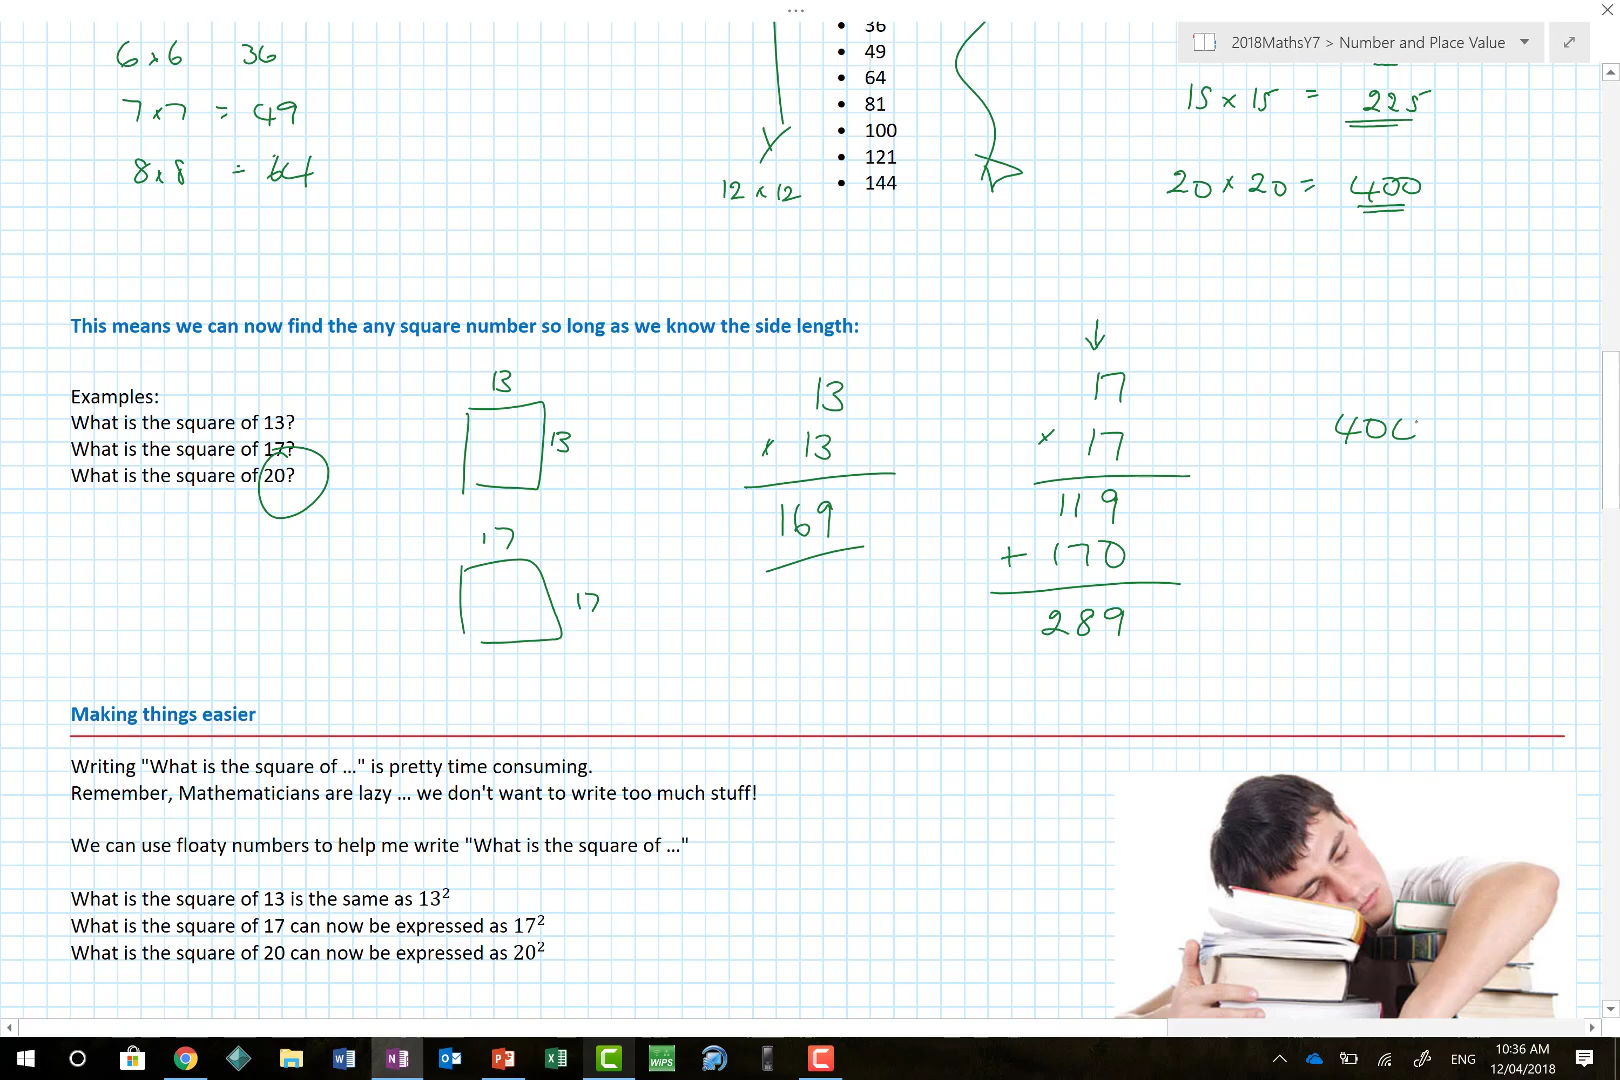 2018MathsY7 > Number and Place Value
6 x 6 36
7 x 7 = 49
8 x 8 = 64
12 x 12
• 36
• 49
• 64
• 81
• 100
• 121
• 144
15 x 15 = 225
20 x 20 = 400
This means we can now find the any square number so long as we know the side length:
Examples:
What is the square of 13?
What is the square of 17?
What is the square of 20?
13
13
17
17
13
x 13
169
17
x 17
119
+ 170
289
40
Making things easier
Writing "What is the square of ..." is pretty time consuming.
Remember, Mathematicians are lazy ... we don't want to write too much stuff!
We can use floaty numbers to help me write "What is the square of ..."
What is the square of 13 is the same as 13²
What is the square of 17 can now be expressed as 17²
What is the square of 20 can now be expressed as 20²
WiPS
ENG
10:36 AM
12/04/2018